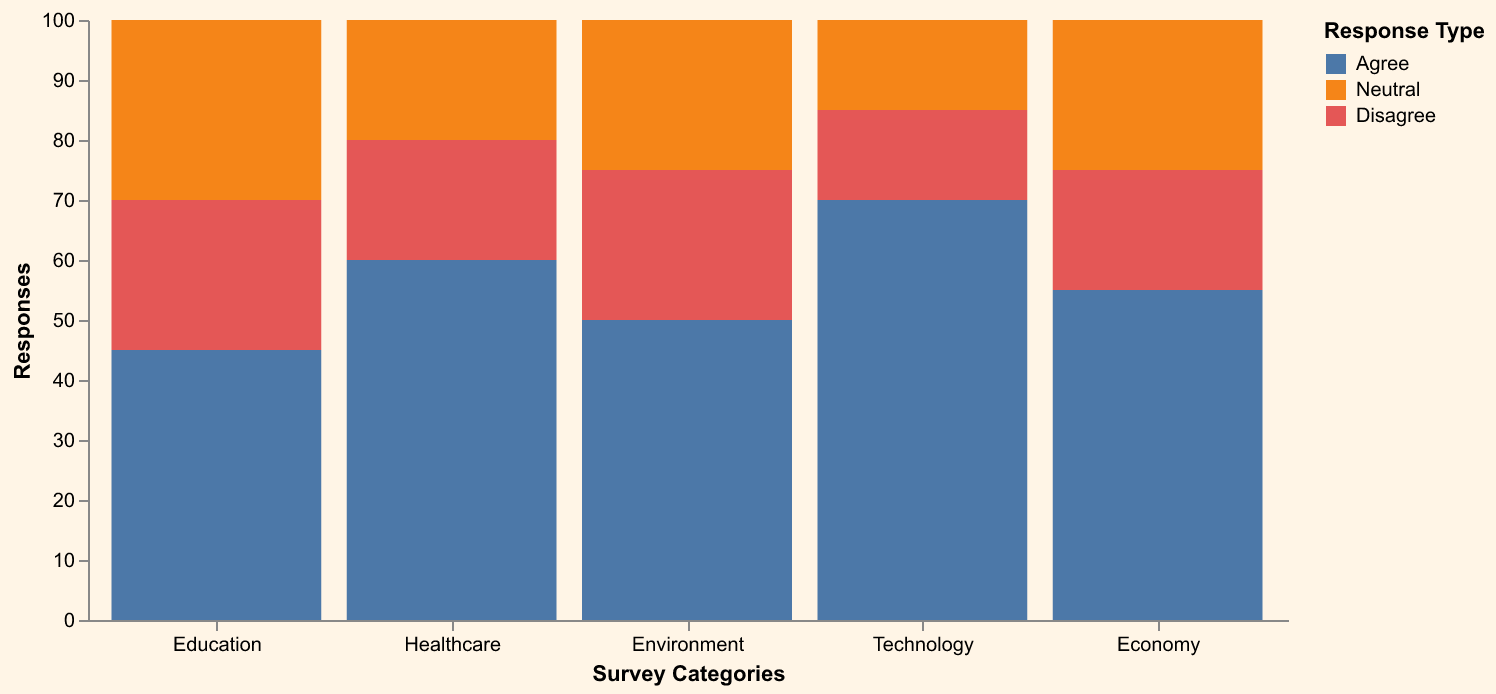 100
90
80
70
60
50
40
30
20
10
0
Responses
Education Healthcare Environment Technology Economy
Survey Categories
Response Type
Agree
Neutral
Disagree